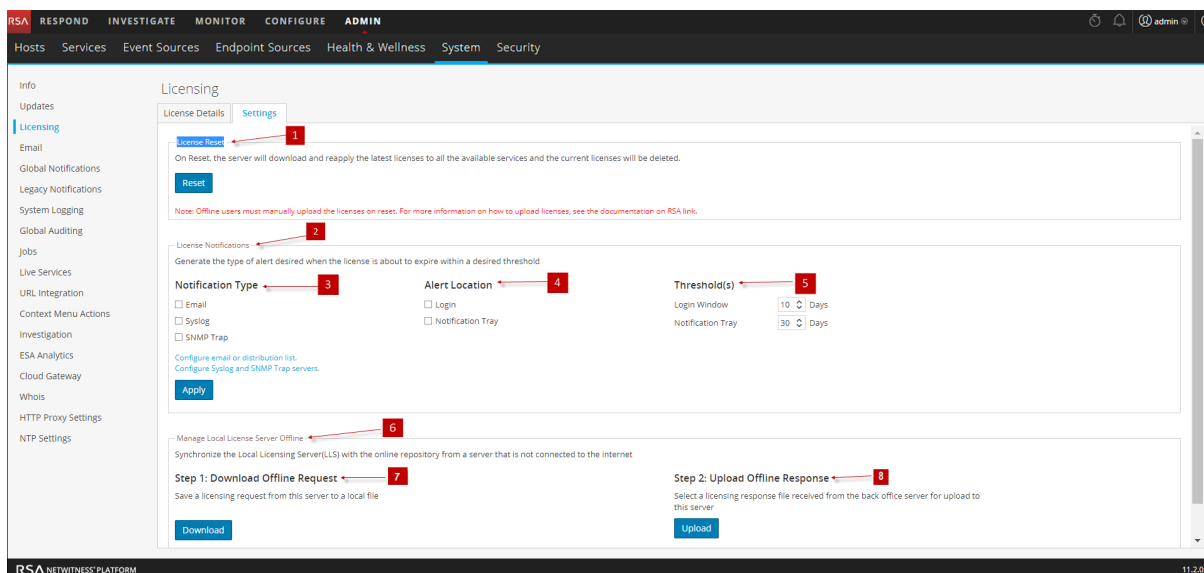 RSA RESPOND INVESTIGATE MONITOR CONFIGURE ADMIN admin
Hosts Services Event Sources Endpoint Sources Health & Wellness System Security
Info
Updates
Licensing
Email
Global Notifications
Legacy Notifications
System Logging
Global Auditing
Jobs
Live Services
URL Integration
Context Menu Actions
Investigation
ESA Analytics
Cloud Gateway
Whois
HTTP Proxy Settings
NTP Settings
Licensing
License Details Settings
License Reset 1
On Reset, the server will download and reapply the latest licenses to all the available services and the current licenses will be deleted.
Reset
Note: Offline users must manually upload the licenses on reset. For more information on how to upload licenses, see the documentation on RSA link.
License Notifications 2
Generate the type of alert desired when the license is about to expire within a desired threshold
Notification Type 3
Email
Syslog
SNMP Trap
Configure email or distribution list.
Configure Syslog and SNMP Trap servers.
Apply
Alert Location 4
Login
Notification Tray
Threshold(s) 5
Login Window 10 Days
Notification Tray 30 Days
Manage Local License Server Offline 6
Synchronize the Local Licensing Server(LLS) with the online repository from a server that is not connected to the internet
Step 1: Download Offline Request 7
Save a licensing request from this server to a local file
Download
Step 2: Upload Offline Response 8
Select a licensing response file received from the back office server for upload to
this server
Upload
RSA NETWITNESS® PLATFORM 11.2.0